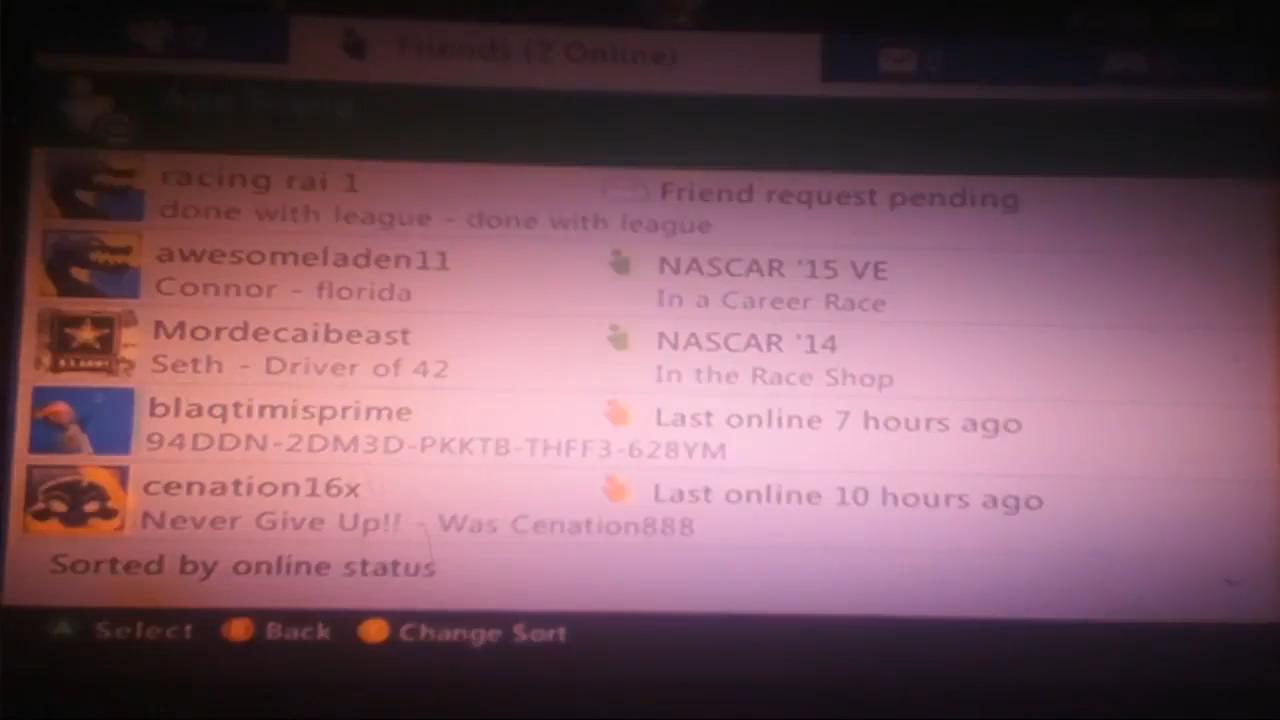 Friends (2 Online)
racing rai 1
Friend request pending
done with league - done with league
awesomeladen11
NASCAR '15 VE
Connor - florida
In a Career Race
Mordecaibeast
NASCAR '14
Seth - Driver of 42
In the Race Shop
blaqtimisprime
Last online 7 hours ago
94DDN-2DM3D-PKKTB-THFF3-628YM
cenation16x
Last online 10 hours ago
Never Give Up!! - Was Cenation888
Sorted by online status
Select
Back
Change Sort